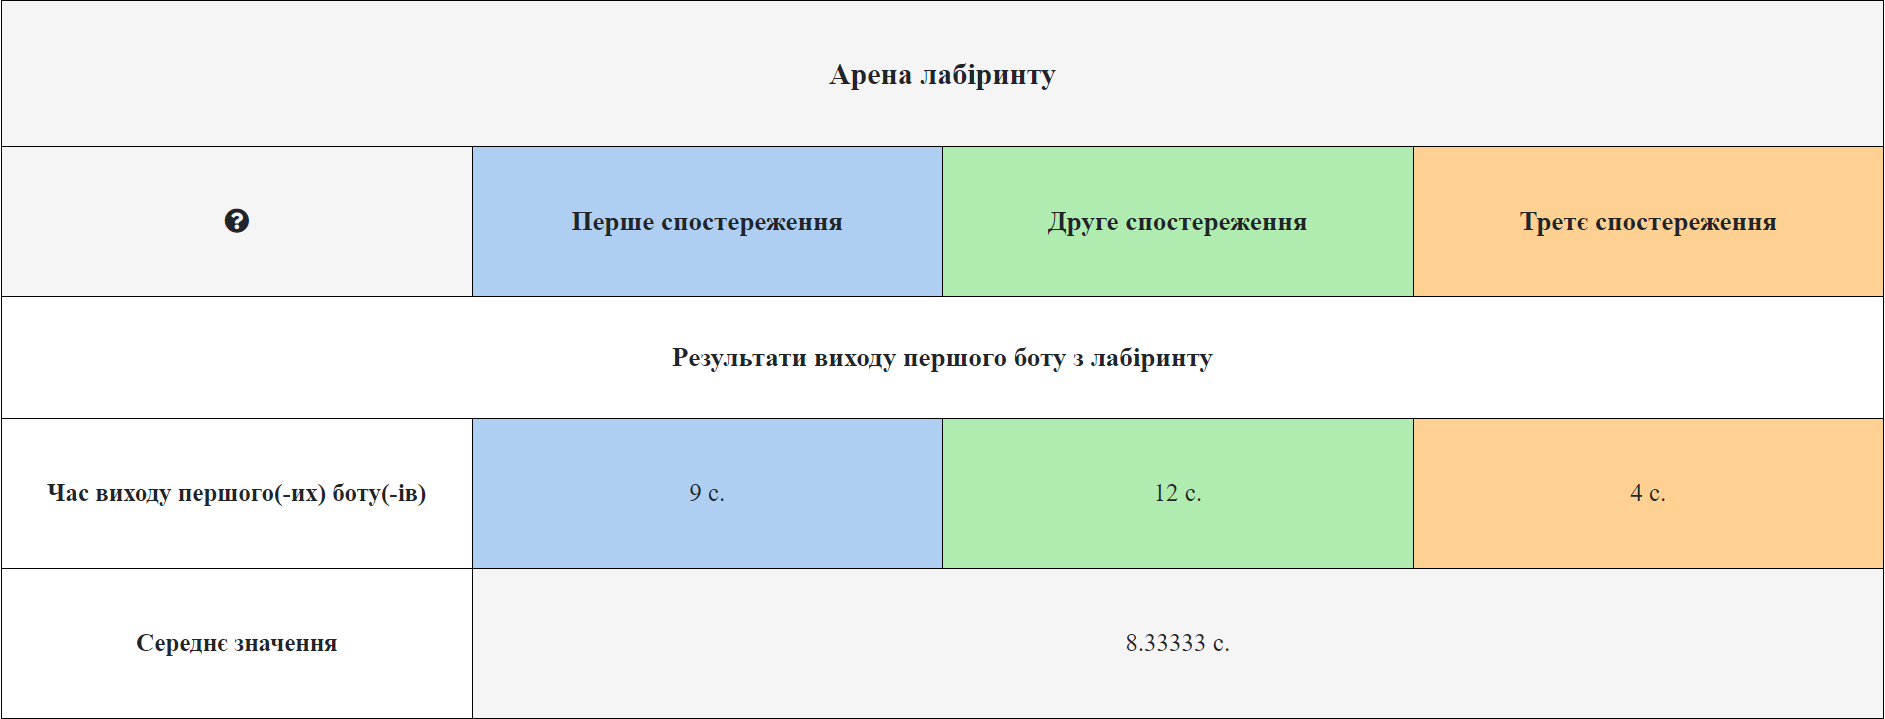 Арена лабіринту
?
Перше спостереження
Друге спостереження
Третє спостереження
Результати виходу першого боту з лабіринту
Час виходу першого(-их) боту(-ів)
9 с.
12 с.
4 с.
Середнє значення
8.33333 с.